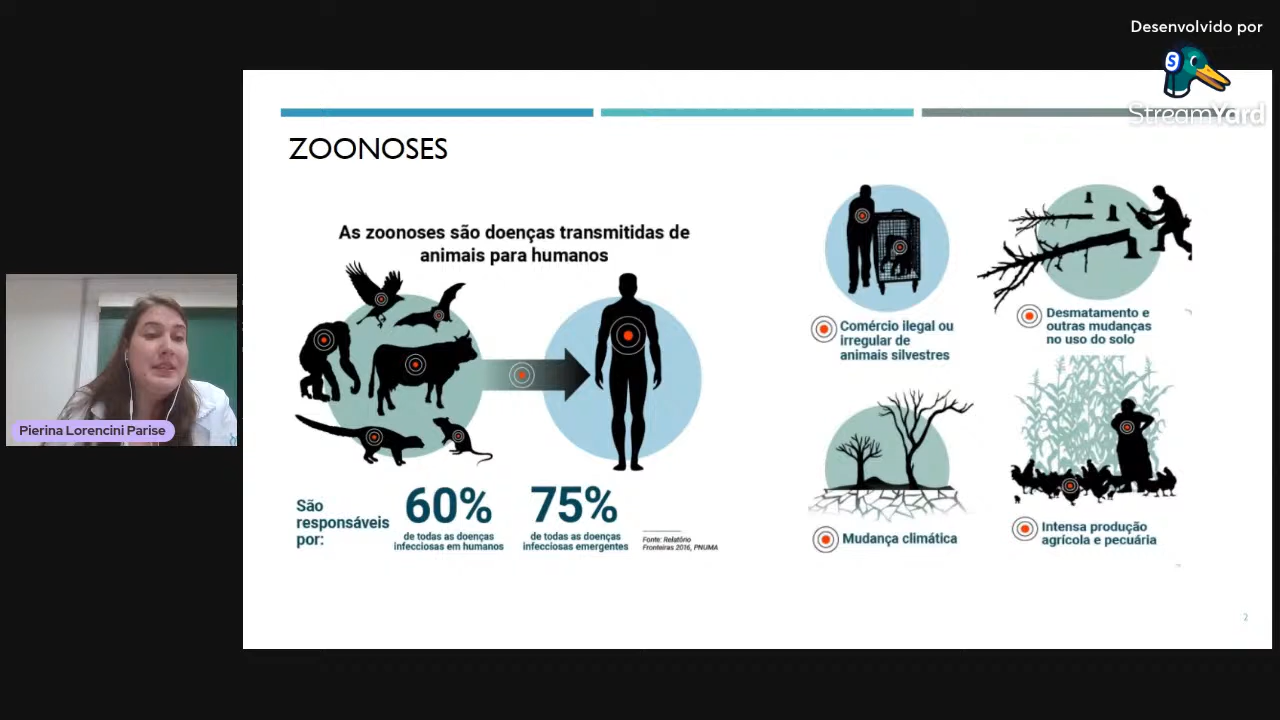 Desenvolvido por
StreamYard
ZOONOSES
As zoonoses são doenças transmitidas de
animais para humanos
São
responsáveis
por:
60%
de todas as doenças
infecciosas em humanos
75%
de todas as doenças
infecciosas emergentes
Fonte: Relatório
Fronteiras 2016, PNUMA
Comércio ilegal ou
irregular de
animais silvestres
Desmatamento e
outras mudanças
no uso do solo
Mudança climática
Intensa produção
agrícola e pecuária
2
Pierina Lorencini Parise